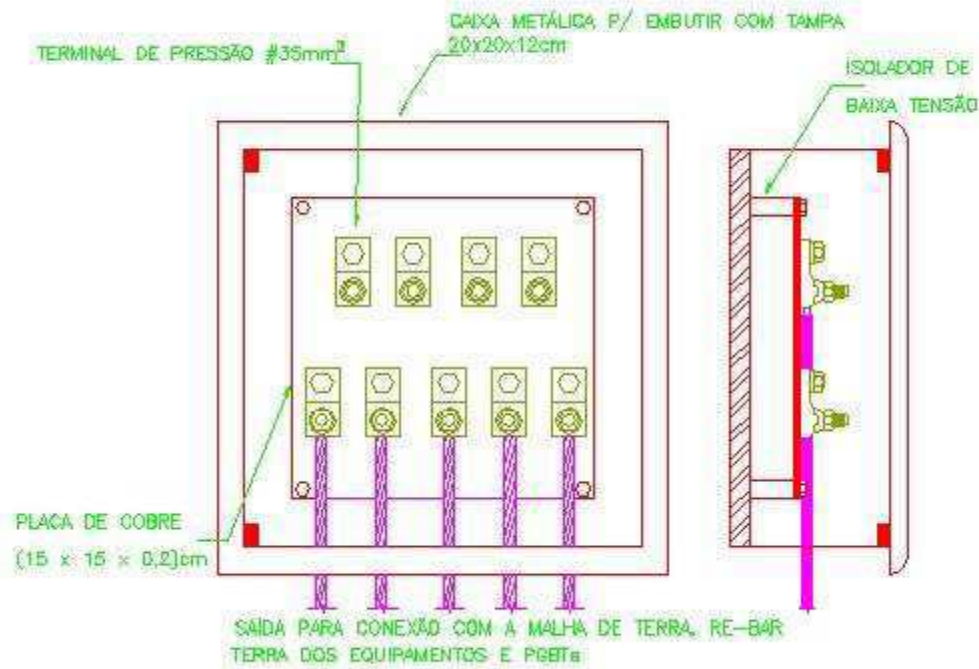 CAIXA METÁLICA P/ EMBUTIR COM TAMPA
20x20x12cm
TERMINAL DE PRESSÃO #35mm²
ISOLADOR DE
BAIXA TENSÃO
PLACA DE COBRE
(15 x 15 x 0,2)cm
SAÍDA PARA CONEXÃO COM A MALHA DE TERRA, RE-BAR
TERRA DOS EQUIPAMENTOS E PGBTs